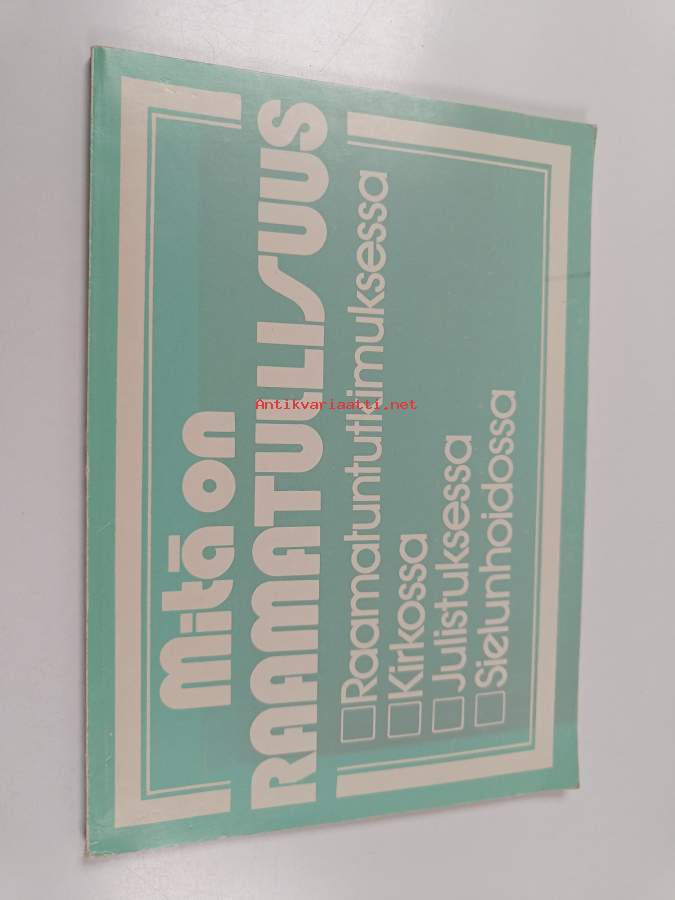 Mitä on
RAAMATULLISUUS
Raamatuntutkimuksessa
Kirkossa
Julistuksessa
Sielunhoidossa
Antikvariaatti.net